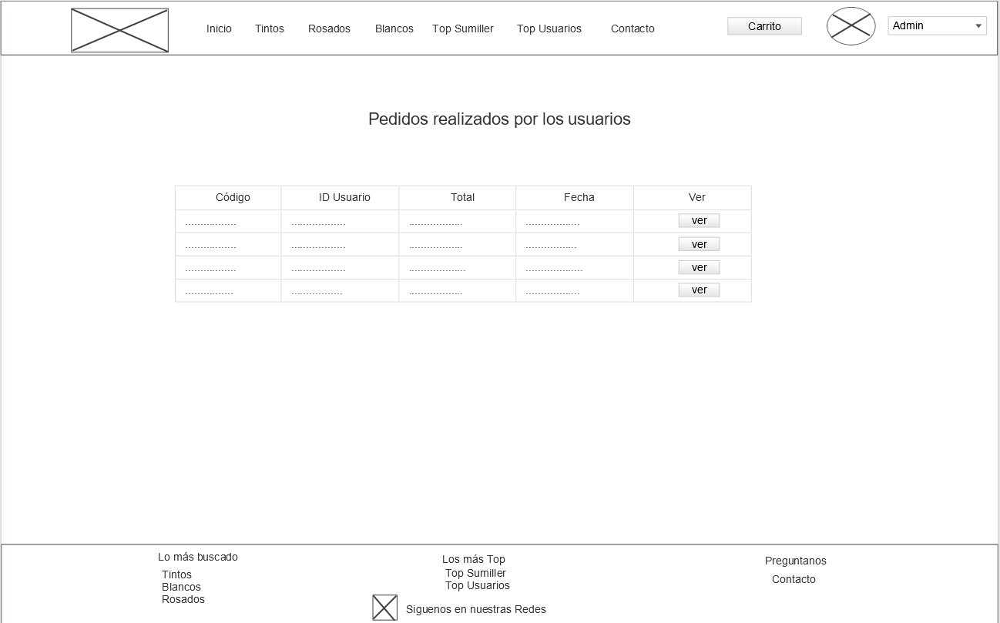 Inicio Tintos Rosados Blancos Top Sumiller Top Usuarios Contacto Carrito Admin
Pedidos realizados por los usuarios
Código ID Usuario Total Fecha Ver
................. .................. .................. .................. ver
................. .................. .................. ................. ver
................. .................. ................... ................... ver
................ ................. .................. .................. ver
Lo más buscado
Tintos
Blancos
Rosados
Los más Top
Top Sumiller
Top Usuarios
Siguenos en nuestras Redes
Preguntanos
Contacto